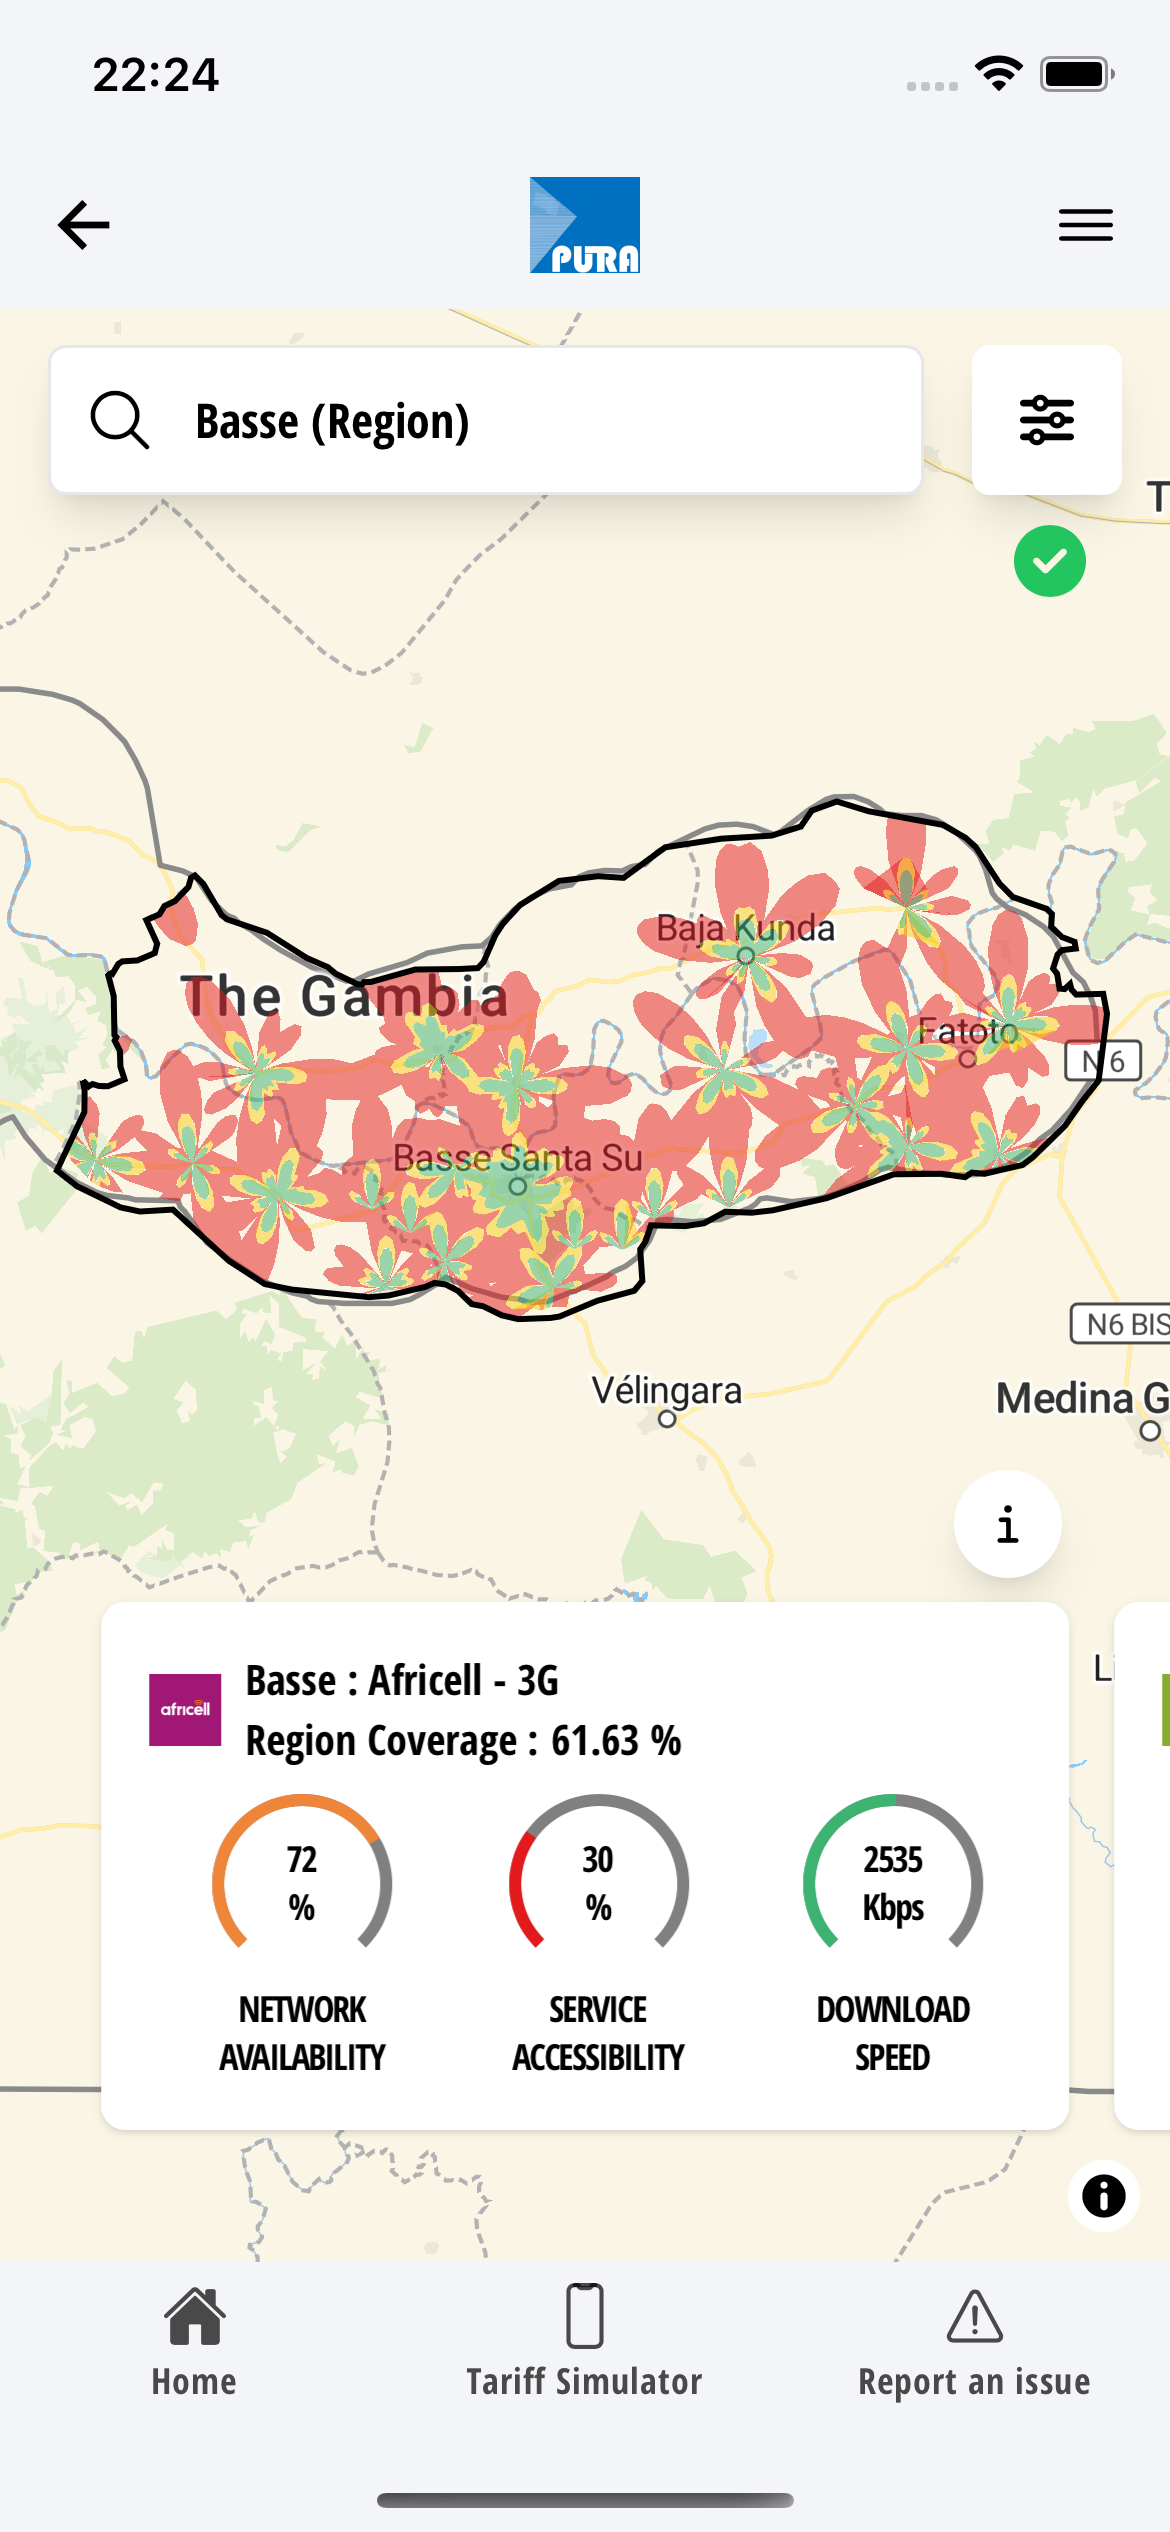 22:24
PURA
Basse (Region)
T
Baja Kunda
The Gambia
Fatoto
N6
Basse Santa Su
N6 BIS
Vélingara
Medina G
i
Li
africell
Basse : Africell - 3G
Region Coverage : 61.63 %
72
%
30
%
2535
Kbps
NETWORK
AVAILABILITY
SERVICE
ACCESSIBILITY
DOWNLOAD
SPEED
Home
Tariff Simulator
Report an issue